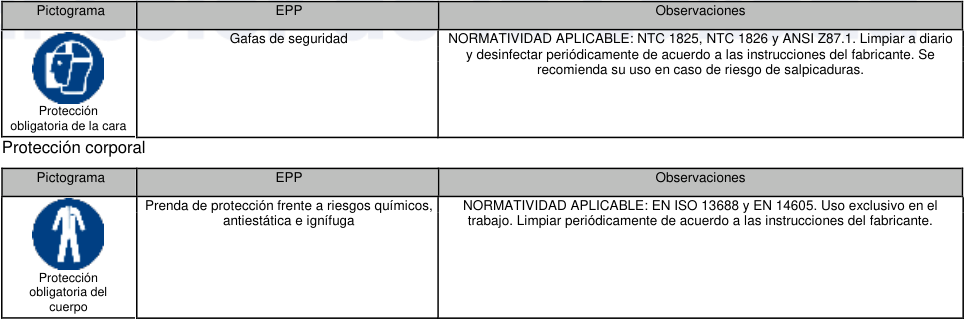 Pictograma EPP Observaciones
Gafas de seguridad NORMATIVIDAD APLICABLE: NTC 1825, NTC 1826 y ANSI Z87.1. Limpiar a diario
y desinfectar periódicamente de acuerdo a las instrucciones del fabricante. Se
recomienda su uso en caso de riesgo de salpicaduras.
Protección
obligatoria de la cara
Protección corporal
Pictograma EPP Observaciones
Prenda de protección frente a riesgos químicos,
antiestática e ignífuga
NORMATIVIDAD APLICABLE: EN ISO 13688 y EN 14605. Uso exclusivo en el
trabajo. Limpiar periódicamente de acuerdo a las instrucciones del fabricante.
Protección
obligatoria del
cuerpo